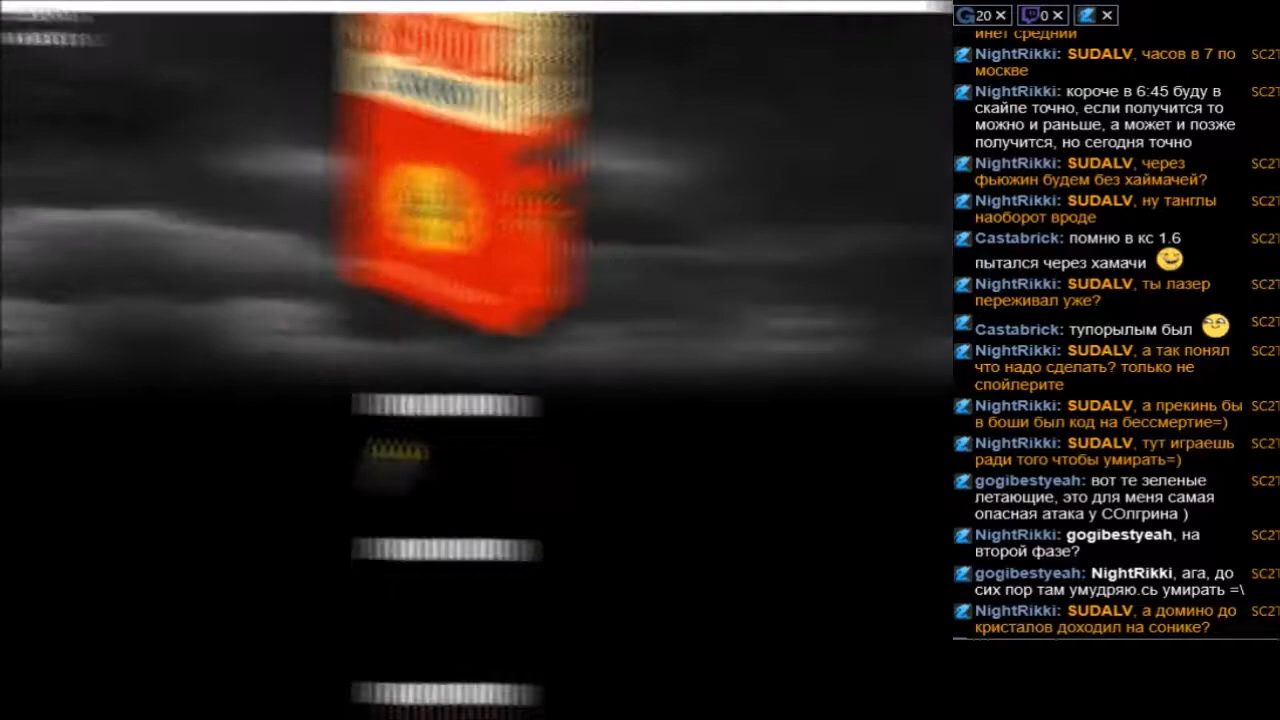 20 ✕ 0 ✕ ✕
инет средний
NightRikki: SUDALV, часов в 7 по
москве
NightRikki: короче в 6:45 буду в
скайпе точно, если получится то
можно и раньше, а может и позже
получится, но сегодня точно
NightRikki: SUDALV, через
фьюжин будем без хаймачей?
NightRikki: SUDALV, ну танглы
наоборот вроде
Castabrick: помню в кс 1.6
пытался через хамачи
NightRikki: SUDALV, ты лазер
переживал уже?
Castabrick: тупорылым был
NightRikki: SUDALV, а так понял
что надо сделать? только не
спойлерите
NightRikki: SUDALV, а прекинь бы
в боши был код на бессмертие=)
NightRikki: SUDALV, тут играешь
ради того чтобы умирать=)
gogibestyeah: вот те зеленые
летающие, это для меня самая
опасная атака у СОлгрина )
NightRikki: gogibestyeah, на
второй фазе?
gogibestyeah: NightRikki, ага, до
сих пор там умудряю.сь умирать =\
NightRikki: SUDALV, а домино до
кристалов доходил на сонике?